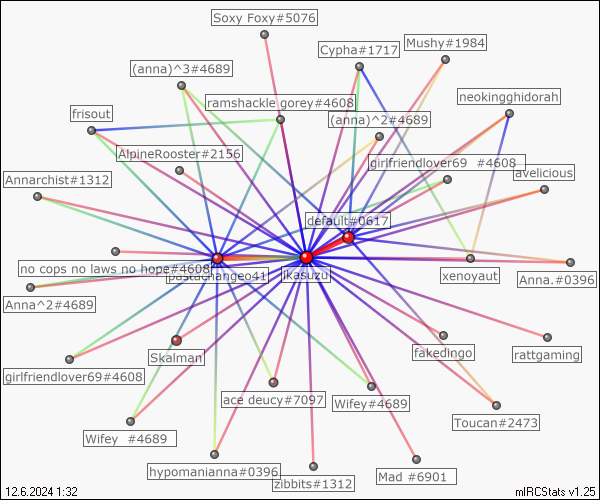 Soxy Foxy#5076
Mushy#1984
Cypha#1717
(anna)^3#4689
neokingghidorah
ramshackle gorey#4608
frisout
(anna)^2#4689
AlpineRooster#2156
girlfriendlover69 #4608
avelicious
Annarchist#1312
default#0617
no cops no laws no hope#4608
pastachangeo41
jkasuzu
xenoyaut
Anna.#0396
Anna^2#4689
Skalman
fakedingo
rattgaming
girlfriendlover69#4608
ace deucy#7097
Wifey#4689
Toucan#2473
Wifey #4689
hypomanianna#0396
zibbits#1312
Mad #6901
12.6.2024 1:32
mIRCStats v1.25